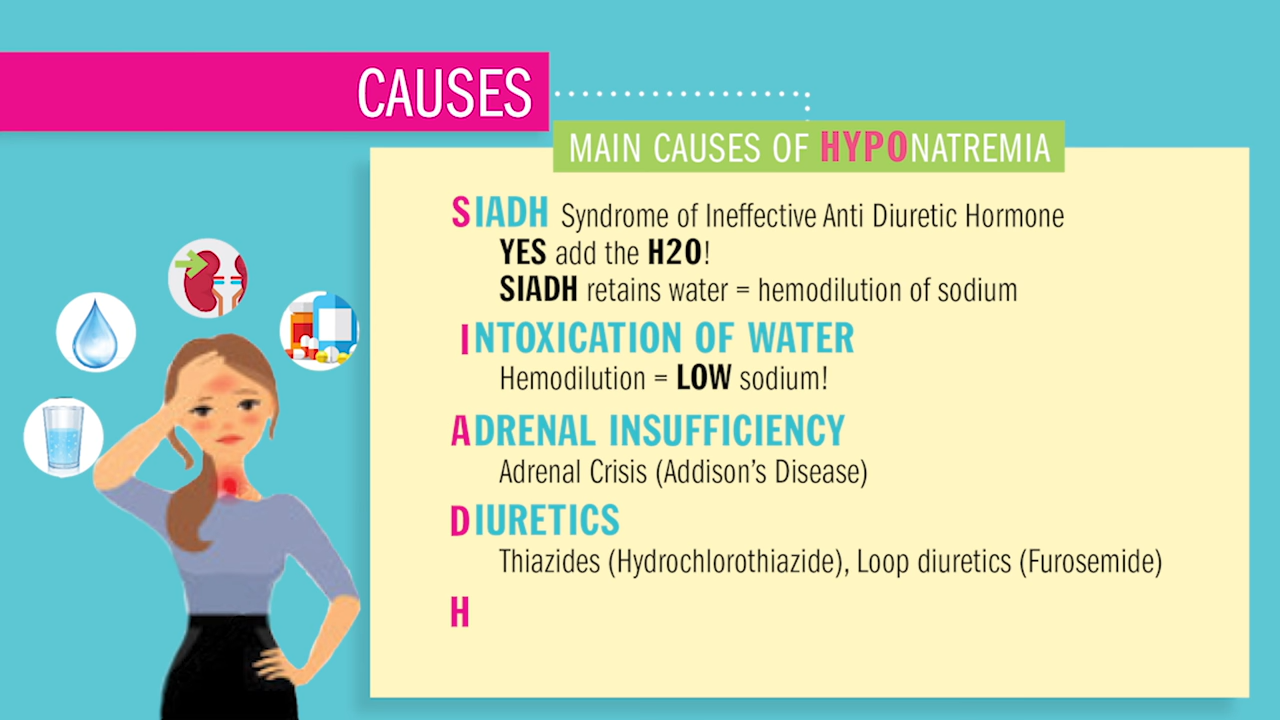 CAUSES
MAIN CAUSES OF HYPONATREMIA
SIADH Syndrome of Ineffective Anti Diuretic Hormone
YES add the H2O!
SIADH retains water = hemodilution of sodium
INTOXICATION OF WATER
Hemodilution = LOW sodium!
ADRENAL INSUFFICIENCY
Adrenal Crisis (Addison's Disease)
DIURETICS
Thiazides (Hydrochlorothiazide), Loop diuretics (Furosemide)
H